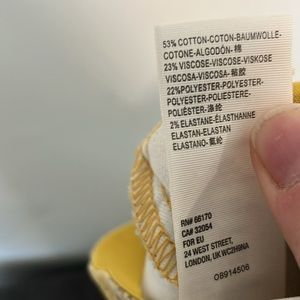 53% COTTON-COTON-BAUMWOLLE-
COTONE-ALGODÓN-棉
23% VISCOSE-VISCOSE-VISKOSE
VISCOSA-VISCOSA-粘胶
22%POLYESTER-POLYESTER-
POLYESTER-POLIESTERE-
POLIÉSTER-涤纶
2% ELASTANE-ÉLASTHANNE
ELASTAN-ELASTAN
ELASTANO-氨纶
RN# 66170
CA# 32054
FOR EU
24 WEST STREET,
LONDON, UK WC2H9NA
OB914506